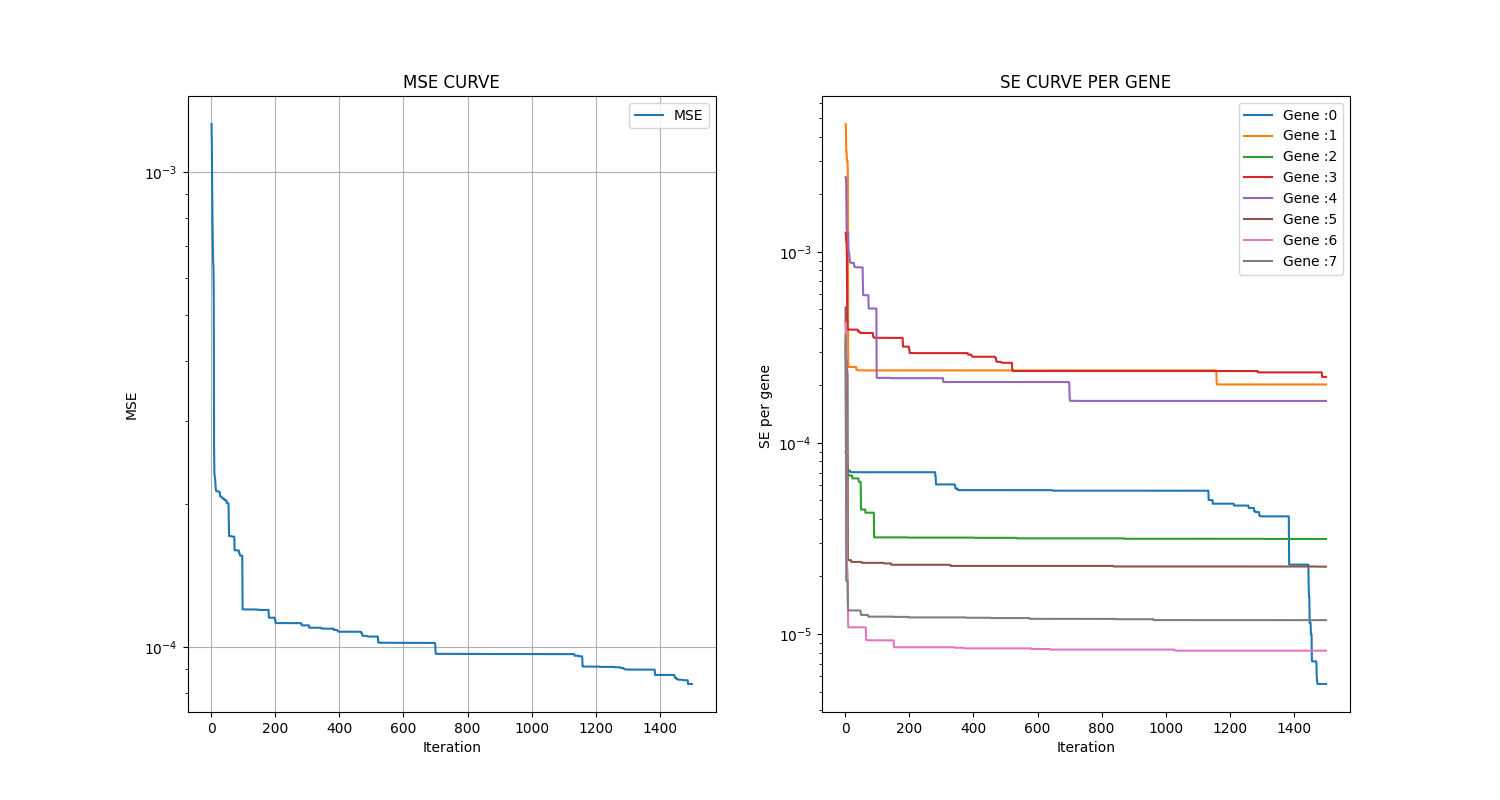 MSE CURVE
MSE
10⁻³
10⁻⁴
MSE
0 200 400 600 800 1000 1200 1400
Iteration
SE CURVE PER GENE
Gene :0
Gene :1
Gene :2
Gene :3
Gene :4
Gene :5
Gene :6
Gene :7
10⁻³
10⁻⁴
10⁻⁵
SE per gene
0 200 400 600 800 1000 1200 1400
Iteration